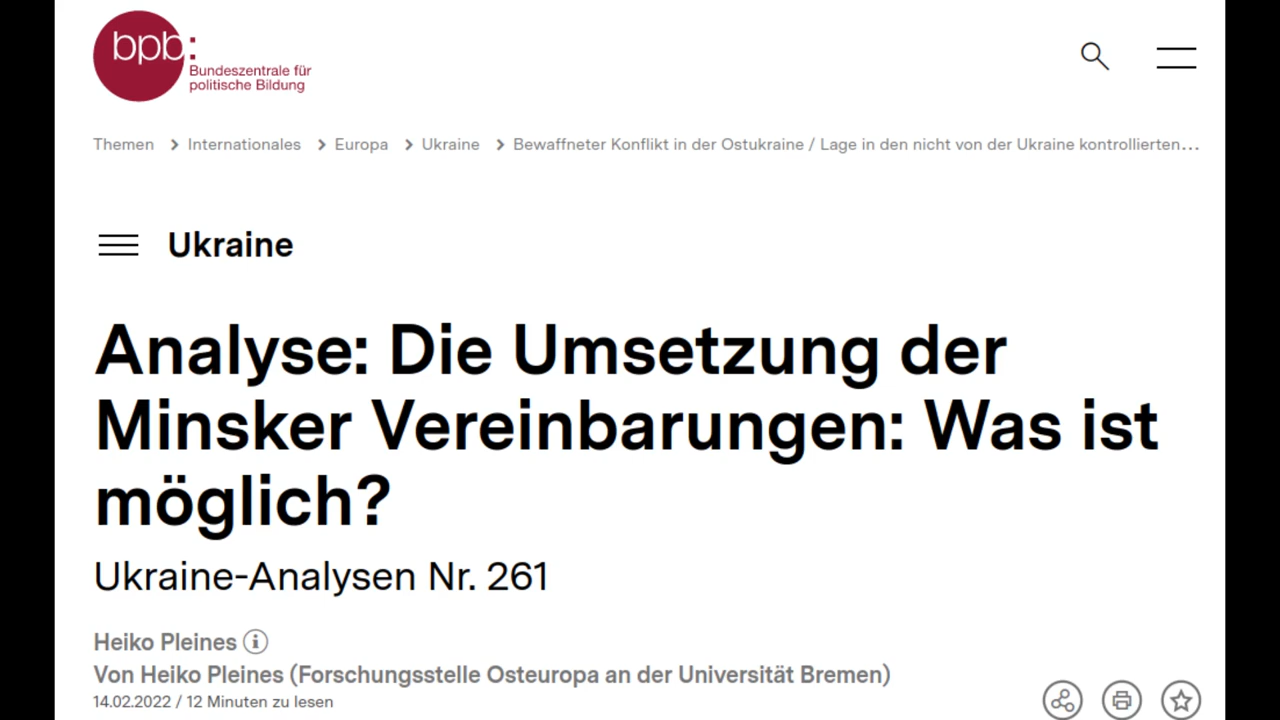 bpb:
Bundeszentrale für
politische Bildung
Themen > Internationales > Europa > Ukraine > Bewaffneter Konflikt in der Ostukraine / Lage in den nicht von der Ukraine kontrollierten...
Ukraine
Analyse: Die Umsetzung der
Minsker Vereinbarungen: Was ist
möglich?
Ukraine-Analysen Nr. 261
Heiko Pleines
Von Heiko Pleines (Forschungsstelle Osteuropa an der Universität Bremen)
14.02.2022 / 12 Minuten zu lesen